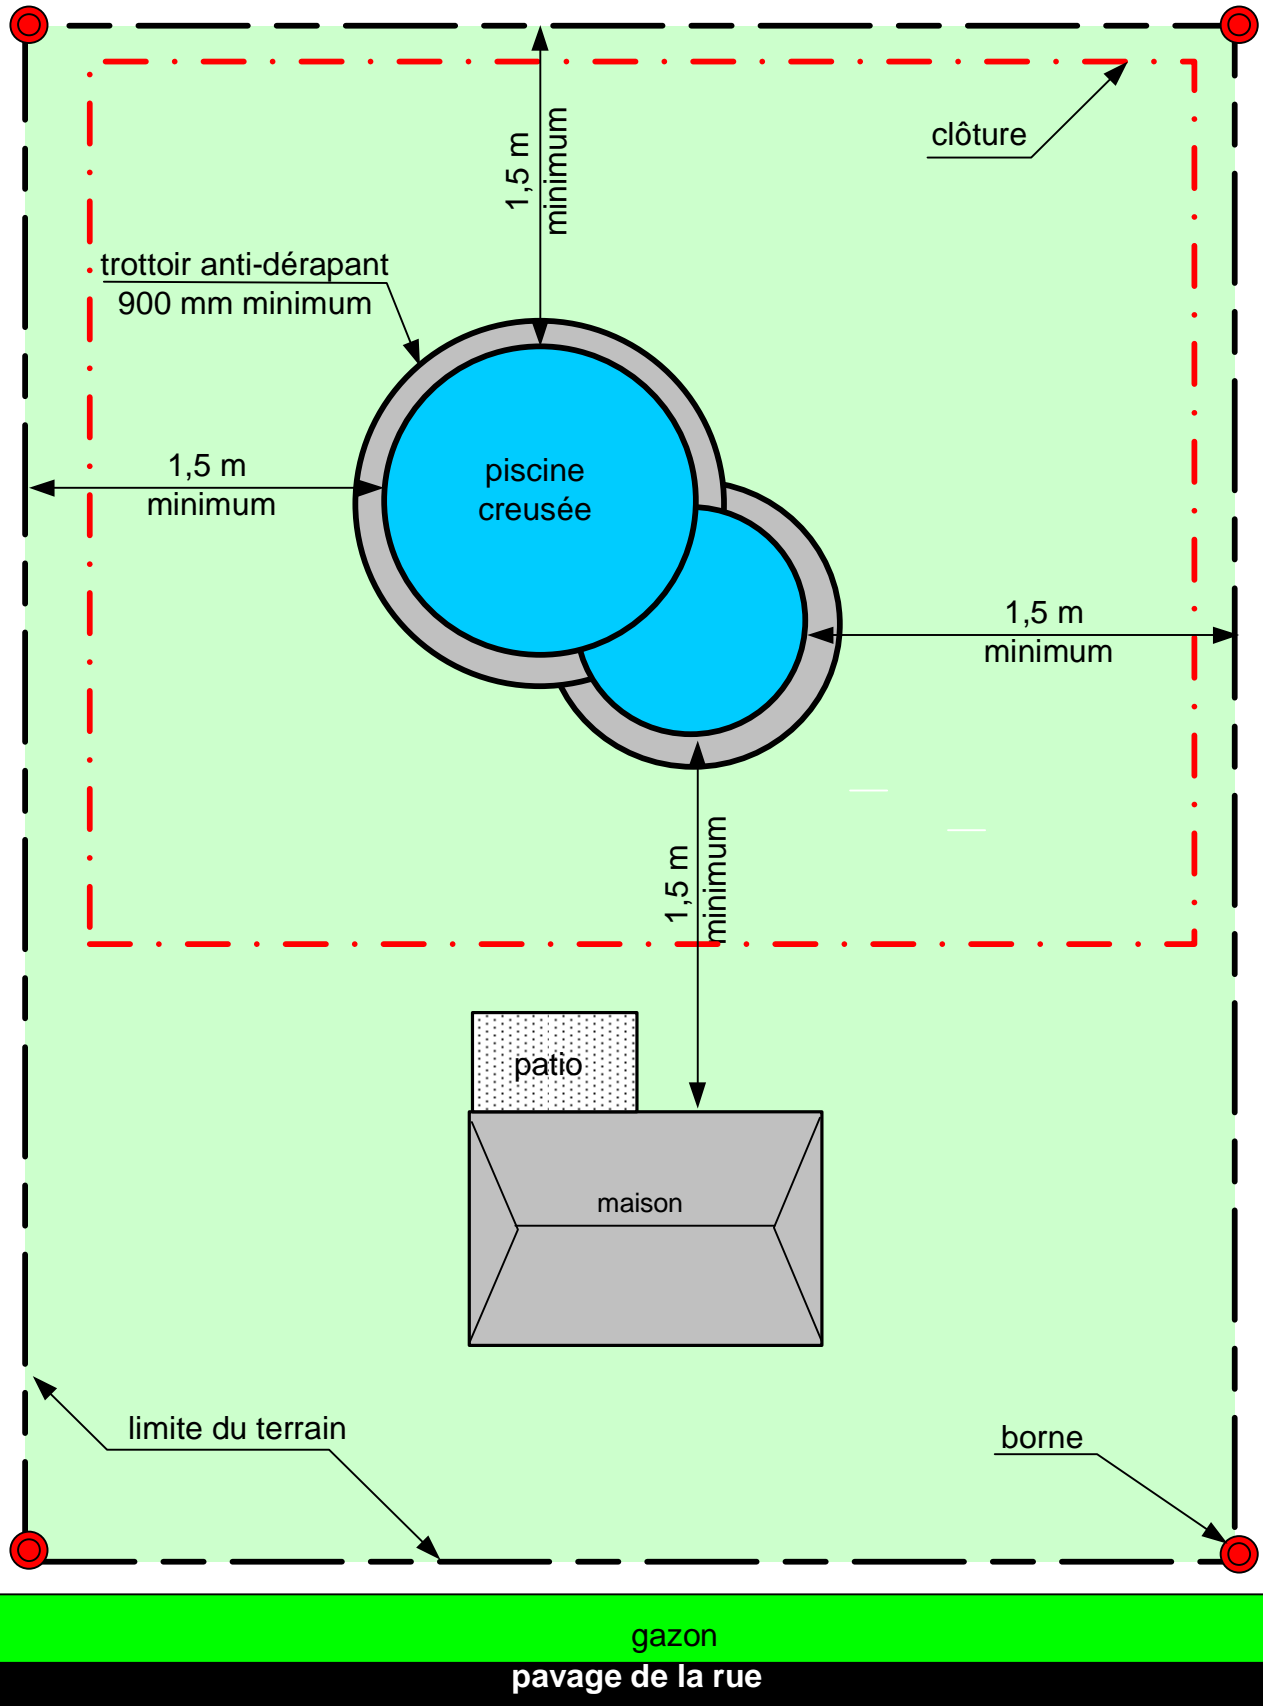 clôture
1,5 m
minimum
trottoir anti-dérapant
900 mm minimum
1,5 m
minimum
piscine
creusée
1,5 m
minimum
1,5 m
minimum
patio
maison
limite du terrain
borne
gazon
pavage de la rue